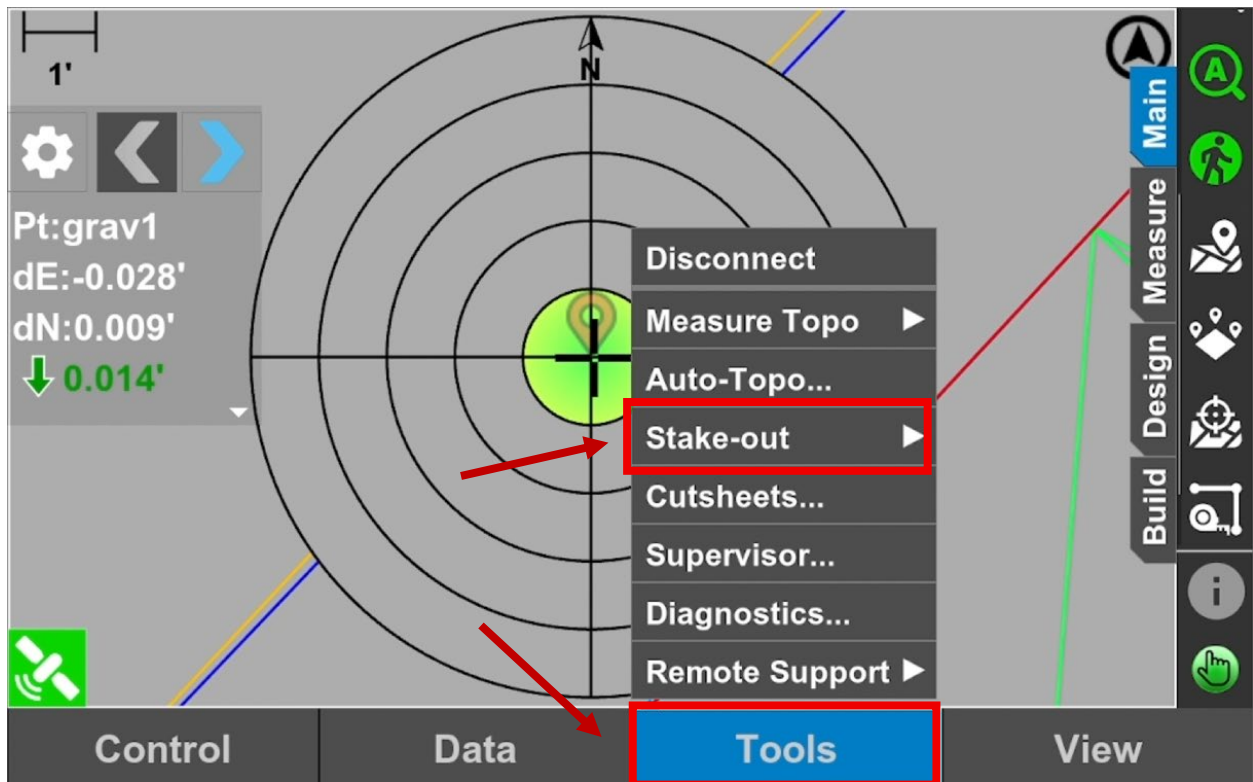 1'
N
Pt:grav1
dE:-0.028'
dN:0.009'
0.014'
Disconnect
Measure Topo
Auto-Topo...
Stake-out
Cutsheets...
Supervisor...
Diagnostics...
Remote Support
Main
Measure
Design
Build
A
i
Control
Data
Tools
View